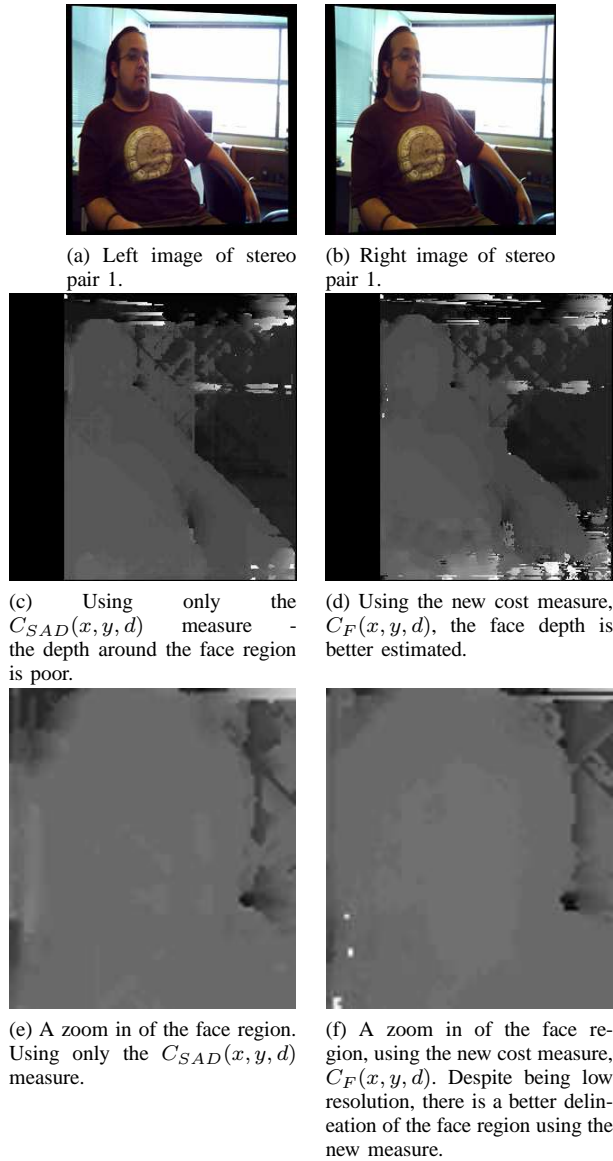 (a) Left image of stereo
pair 1.
(b) Right image of stereo
pair 1.
(c) Using only the
C_{SAD}(x, y, d) measure -
the depth around the face region
is poor.
(d) Using the new cost measure,
C_F(x, y, d), the face depth is
better estimated.
(e) A zoom in of the face region.
Using only the C_{SAD}(x, y, d)
measure.
(f) A zoom in of the face re-
gion, using the new cost measure,
C_F(x, y, d). Despite being low
resolution, there is a better delin-
eation of the face region using the
new measure.